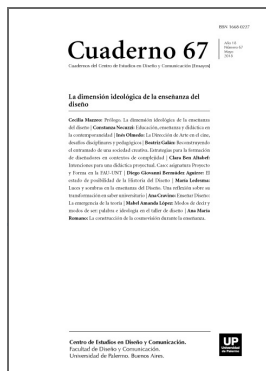 ISSN 1668-0227
Cuaderno 67
Año 18
Número 67
Mayo
2018
Cuadernos del Centro de Estudios en Diseño y Comunicación [Ensayos]
La dimensión ideológica de la enseñanza del
diseño
Cecilia Mazzeo: Prólogo. La dimensión ideológica de la enseñanza
del diseño | Constanza Necuzzi: Educación, enseñanza y didáctica en
la contemporaneidad | Inés Olmedo: La Dirección de Arte en el cine,
desafíos disciplinares y pedagógicos | Beatriz Galán: Reconstruyendo
el entramado de una sociedad creativa. Estrategias para la formación
de diseñadores en contextos de complejidad | Clara Ben Altabef:
Intenciones para una didáctica proyectual. Caso: asignatura Proyecto
y Forma en la FAU-UNT | Diego Giovanni Bermúdez Aguirre: El
estado de posibilidad de la Historia del Diseño | María Ledesma:
Luces y sombras en la enseñanza del Diseño. Una reflexión sobre su
transformación en saber universitario | Ana Cravino: Enseñar Diseño:
La emergencia de la teoría | Mabel Amanda López: Modos de decir y
modos de ser: palabra e ideología en el taller de diseño | Ana María
Romano: La construcción de la cosmovisión durante la enseñanza.
Centro de Estudios en Diseño y Comunicación.
Facultad de Diseño y Comunicación.
Universidad de Palermo. Buenos Aires.
UP
Universidad
de Palermo